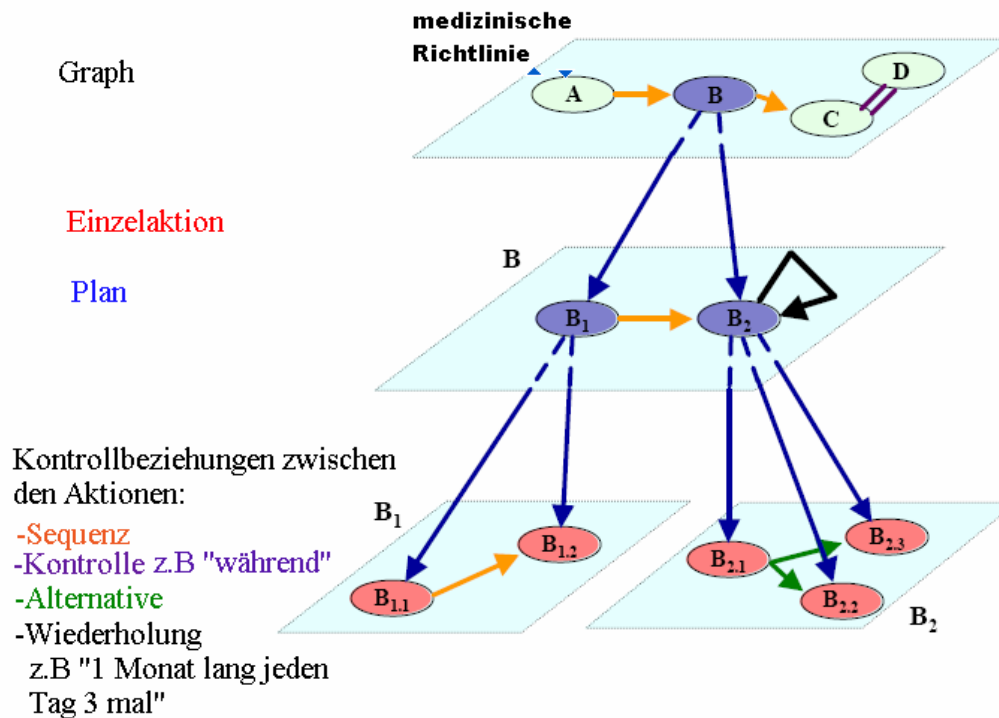 medizinische
Richtlinie
Graph
A
B
C
D
Einzelaktion
Plan
B
B1
B2
Kontrollbeziehungen zwischen
den Aktionen:
-Sequenz
-Kontrolle z.B "während"
-Alternative
-Wiederholung
z.B "1 Monat lang jeden
Tag 3 mal"
B1
B1.1
B1.2
B2.1
B2.3
B2.2
B2